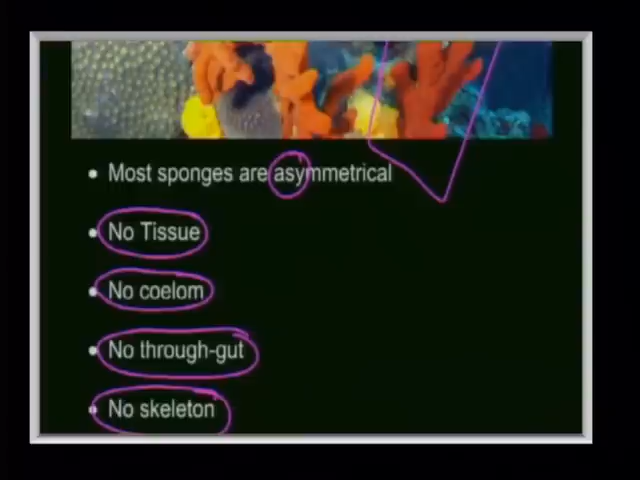 • Most sponges are asymmetrical
• No Tissue
• No coelom
• No through-gut
• No skeleton